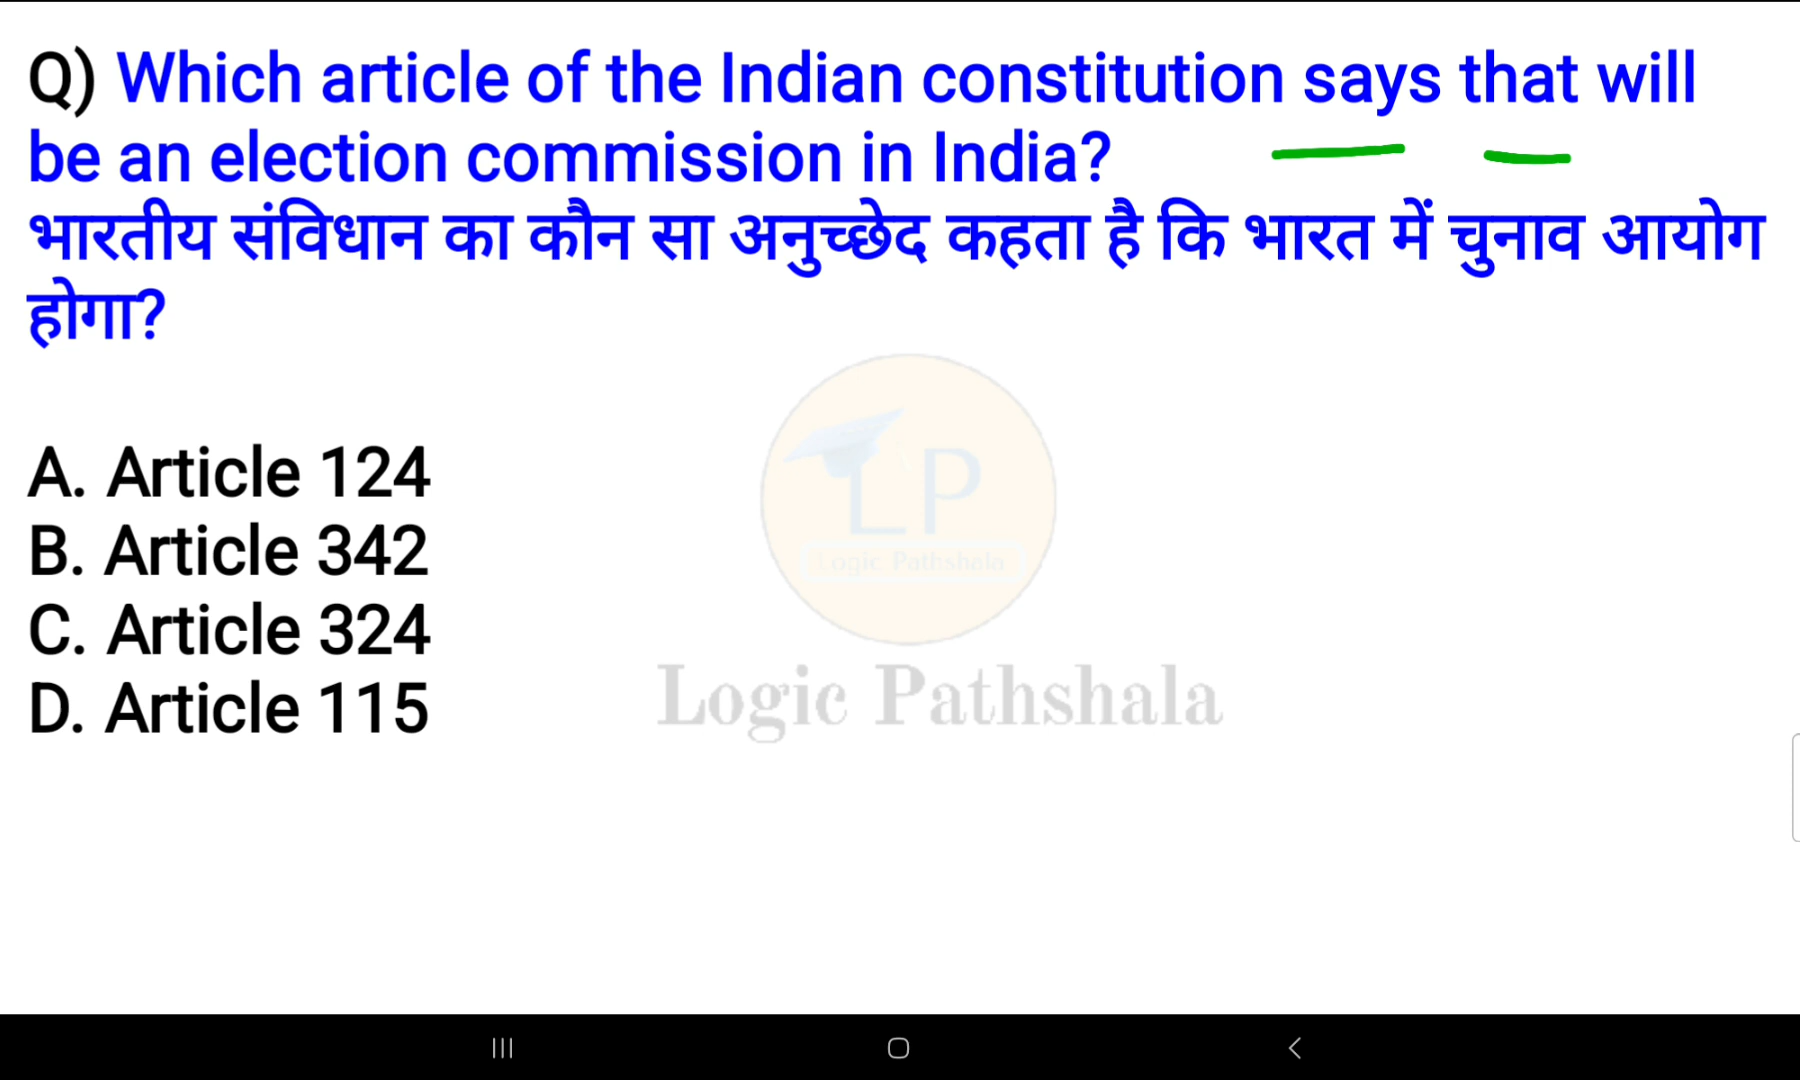 Q) Which article of the Indian constitution says that will
be an election commission in India?
भारतीय संविधान का कौन सा अनुच्छेद कहता है कि भारत में चुनाव आयोग
होगा?
A. Article 124
B. Article 342
C. Article 324
D. Article 115
LP
Logic Pathshala
Logic Pathshala